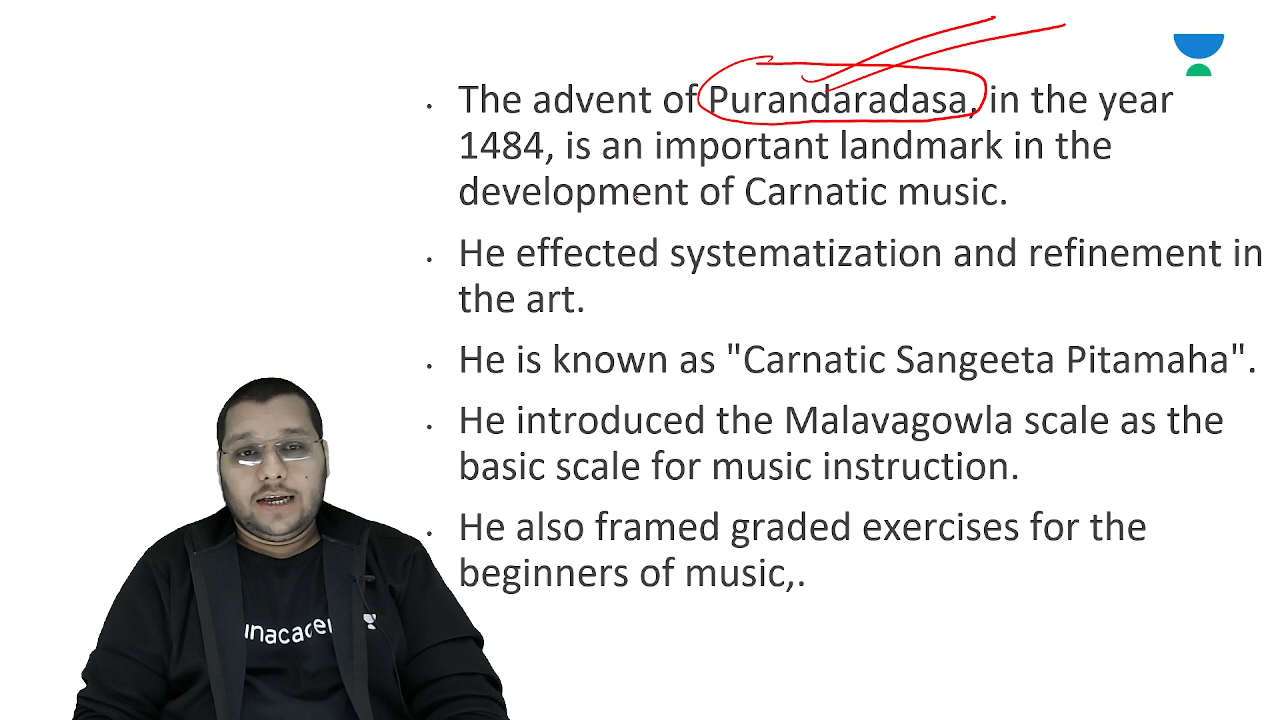 The advent of Purandaradasa, in the year
1484, is an important landmark in the
development of Carnatic music.
He effected systematization and refinement in
the art.
He is known as "Carnatic Sangeeta Pitamaha".
He introduced the Malavagowla scale as the
basic scale for music instruction.
He also framed graded exercises for the
beginners of music,.
unacade